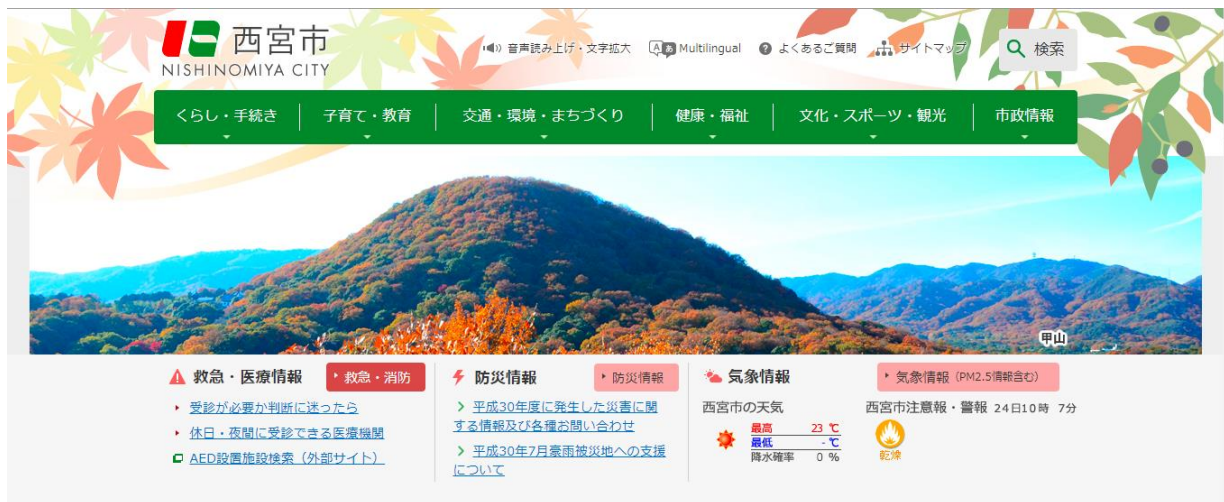 西宮市
NISHINOMIYA CITY
音声読み上げ・文字拡大
Multilingual
よくあるご質問
サイトマップ
検索
くらし・手続き
子育て・教育
交通・環境・まちづくり
健康・福祉
文化・スポーツ・観光
市政情報
甲山
救急・医療情報
救急・消防
受診が必要か判断に迷ったら
休日・夜間に受診できる医療機関
AED設置施設検索（外部サイト）
防災情報
防災情報
平成30年度に発生した災害に関
する情報及び各種お問い合わせ
平成30年7月豪雨被災地への支援
について
気象情報
気象情報（PM2.5情報含む）
西宮市の天気
最高 23 ℃
最低 - ℃
降水確率 0 %
西宮市注意報・警報 24日10時 7分
乾燥